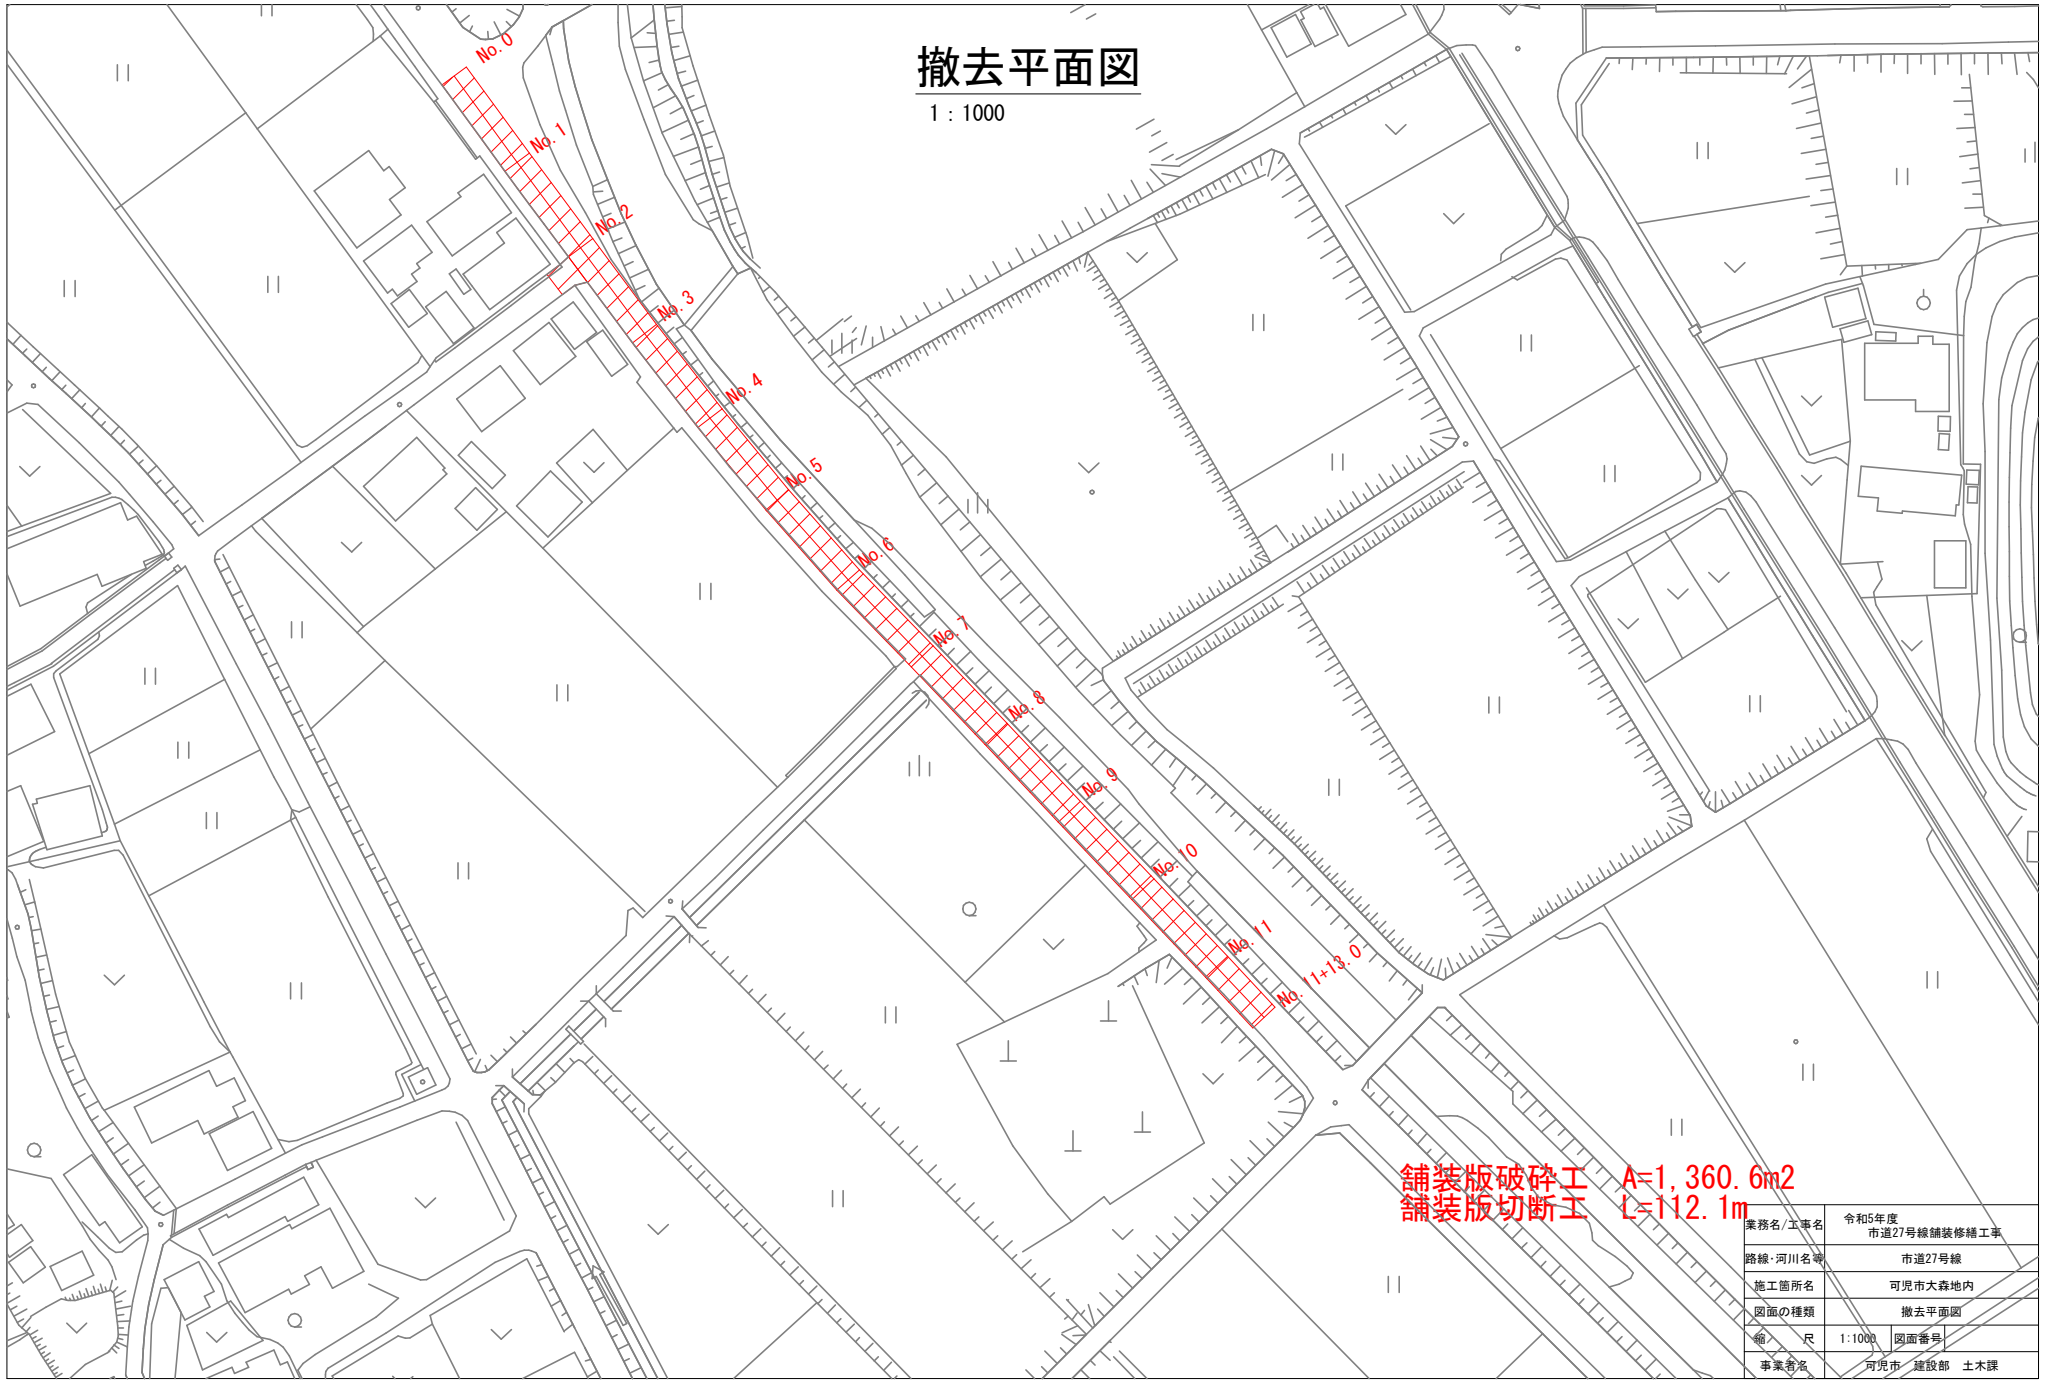 撤去平面図
1：1000
No.0
No.1
No.2
No.3
No.4
No.5
No.6
No.7
No.8
No.9
No.10
No.11
No.11+13.0
舗装版破砕工　A=1,360.6m2
舗装版切断工　L=112.1m
業務名/工事名 令和5年度
市道27号線舗装修繕工事
路線・河川名等 市道27号線
施工箇所名 可児市大森地内
図面の種類 撤去平面図
縮　尺 1:1000 図面番号
事業者名 可児市　建設部　土木課